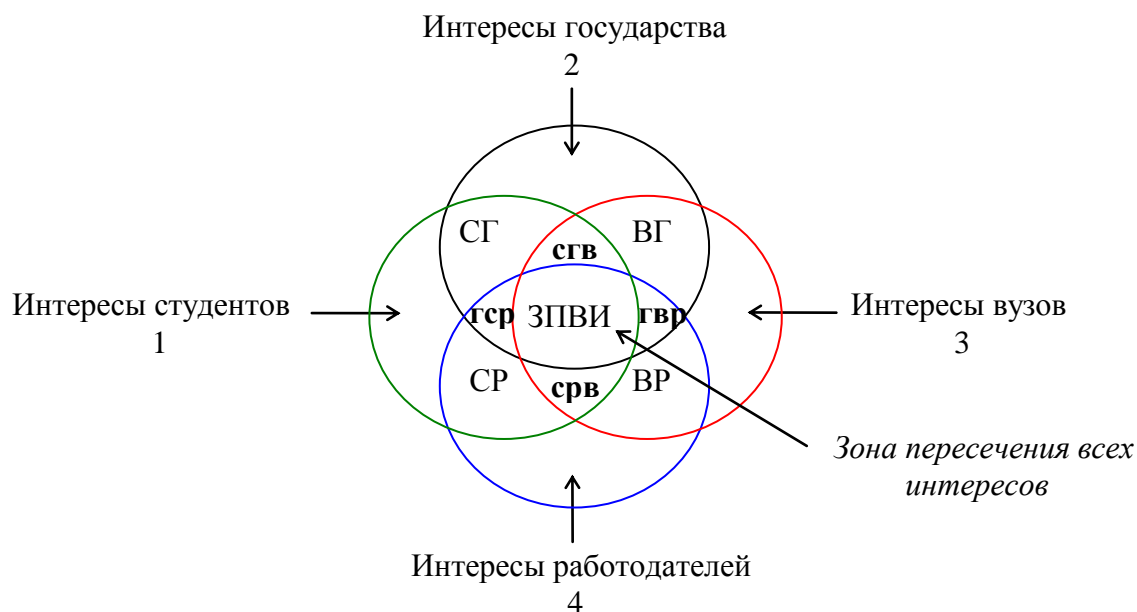 Интересы государства
2
СГ
ВГ
сгв
Интересы студентов
1
гср
ЗПВИ
гвр
Интересы вузов
3
СР
срв
ВР
Зона пересечения всех
интересов
Интересы работодателей
4